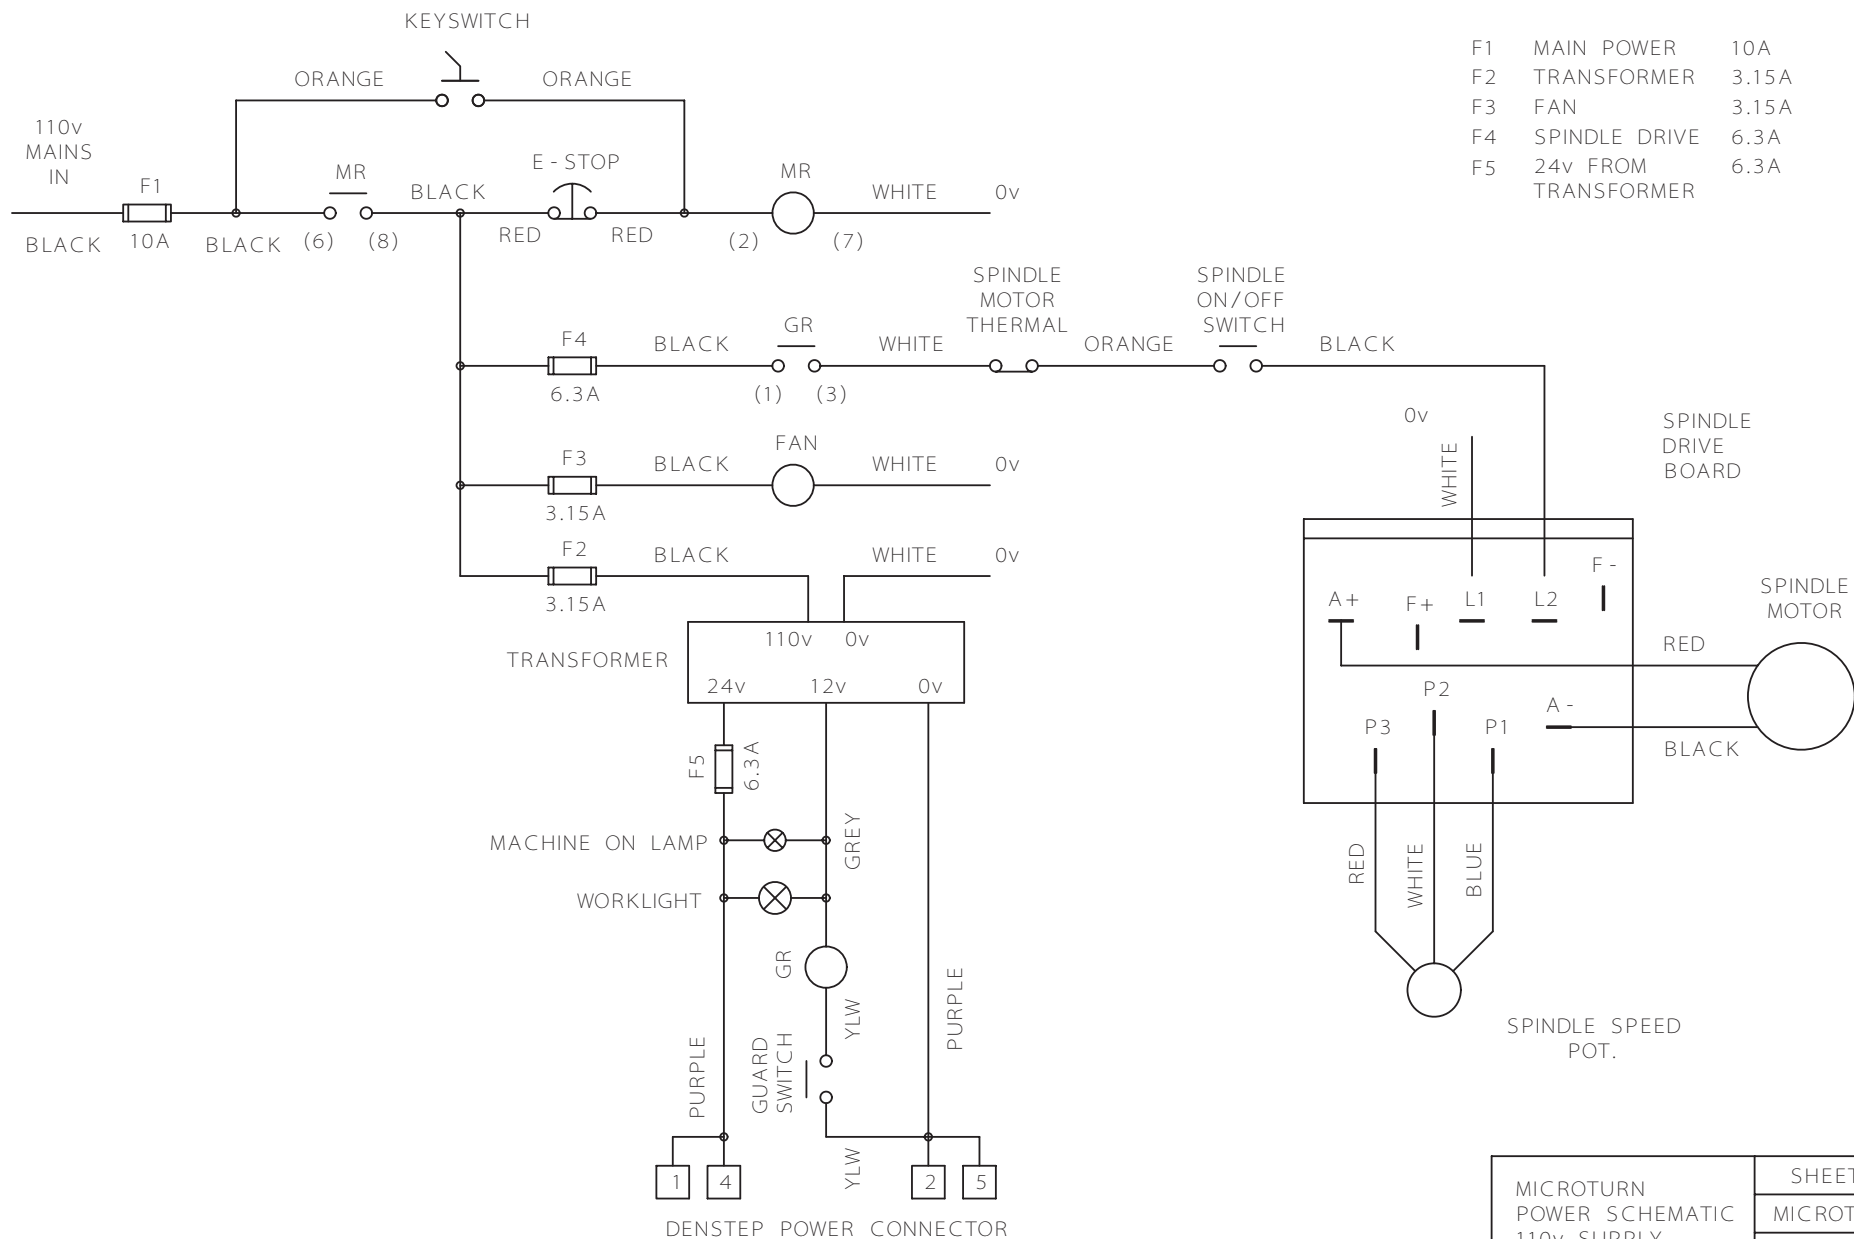 KEYSWITCH
ORANGE ORANGE
F1 MAIN POWER 10A
F2 TRANSFORMER 3.15A
F3 FAN 3.15A
F4 SPINDLE DRIVE 6.3A
F5 24v FROM 6.3A
TRANSFORMER
110v
MAINS
IN
F1
MR
BLACK
E - STOP
MR
WHITE 0v
BLACK
10A
BLACK
(6)
(8)
RED
RED
(2)
(7)
SPINDLE
MOTOR
THERMAL
SPINDLE
ON/OFF
SWITCH
F4
BLACK
GR
WHITE
ORANGE
BLACK
6.3A
(1)
(3)
FAN
F3
BLACK
WHITE 0v
3.15A
F2
BLACK
WHITE 0v
3.15A
0v
WHITE
SPINDLE
DRIVE
BOARD
110v 0v
TRANSFORMER
24v 12v 0v
A+
F+
L1
L2
F -
SPINDLE
MOTOR
RED
P2
P3
P1
A -
BLACK
F5
6.3A
MACHINE ON LAMP
GREY
WORKLIGHT
RED
WHITE
BLUE
GR
YLW
PURPLE
SPINDLE SPEED
POT.
PURPLE
GUARD
SWITCH
YLW
1
4
2
5
DENSTEP POWER CONNECTOR
MICROTURN
POWER SCHEMATIC
110v SUPPLY
SHEET
MICROT